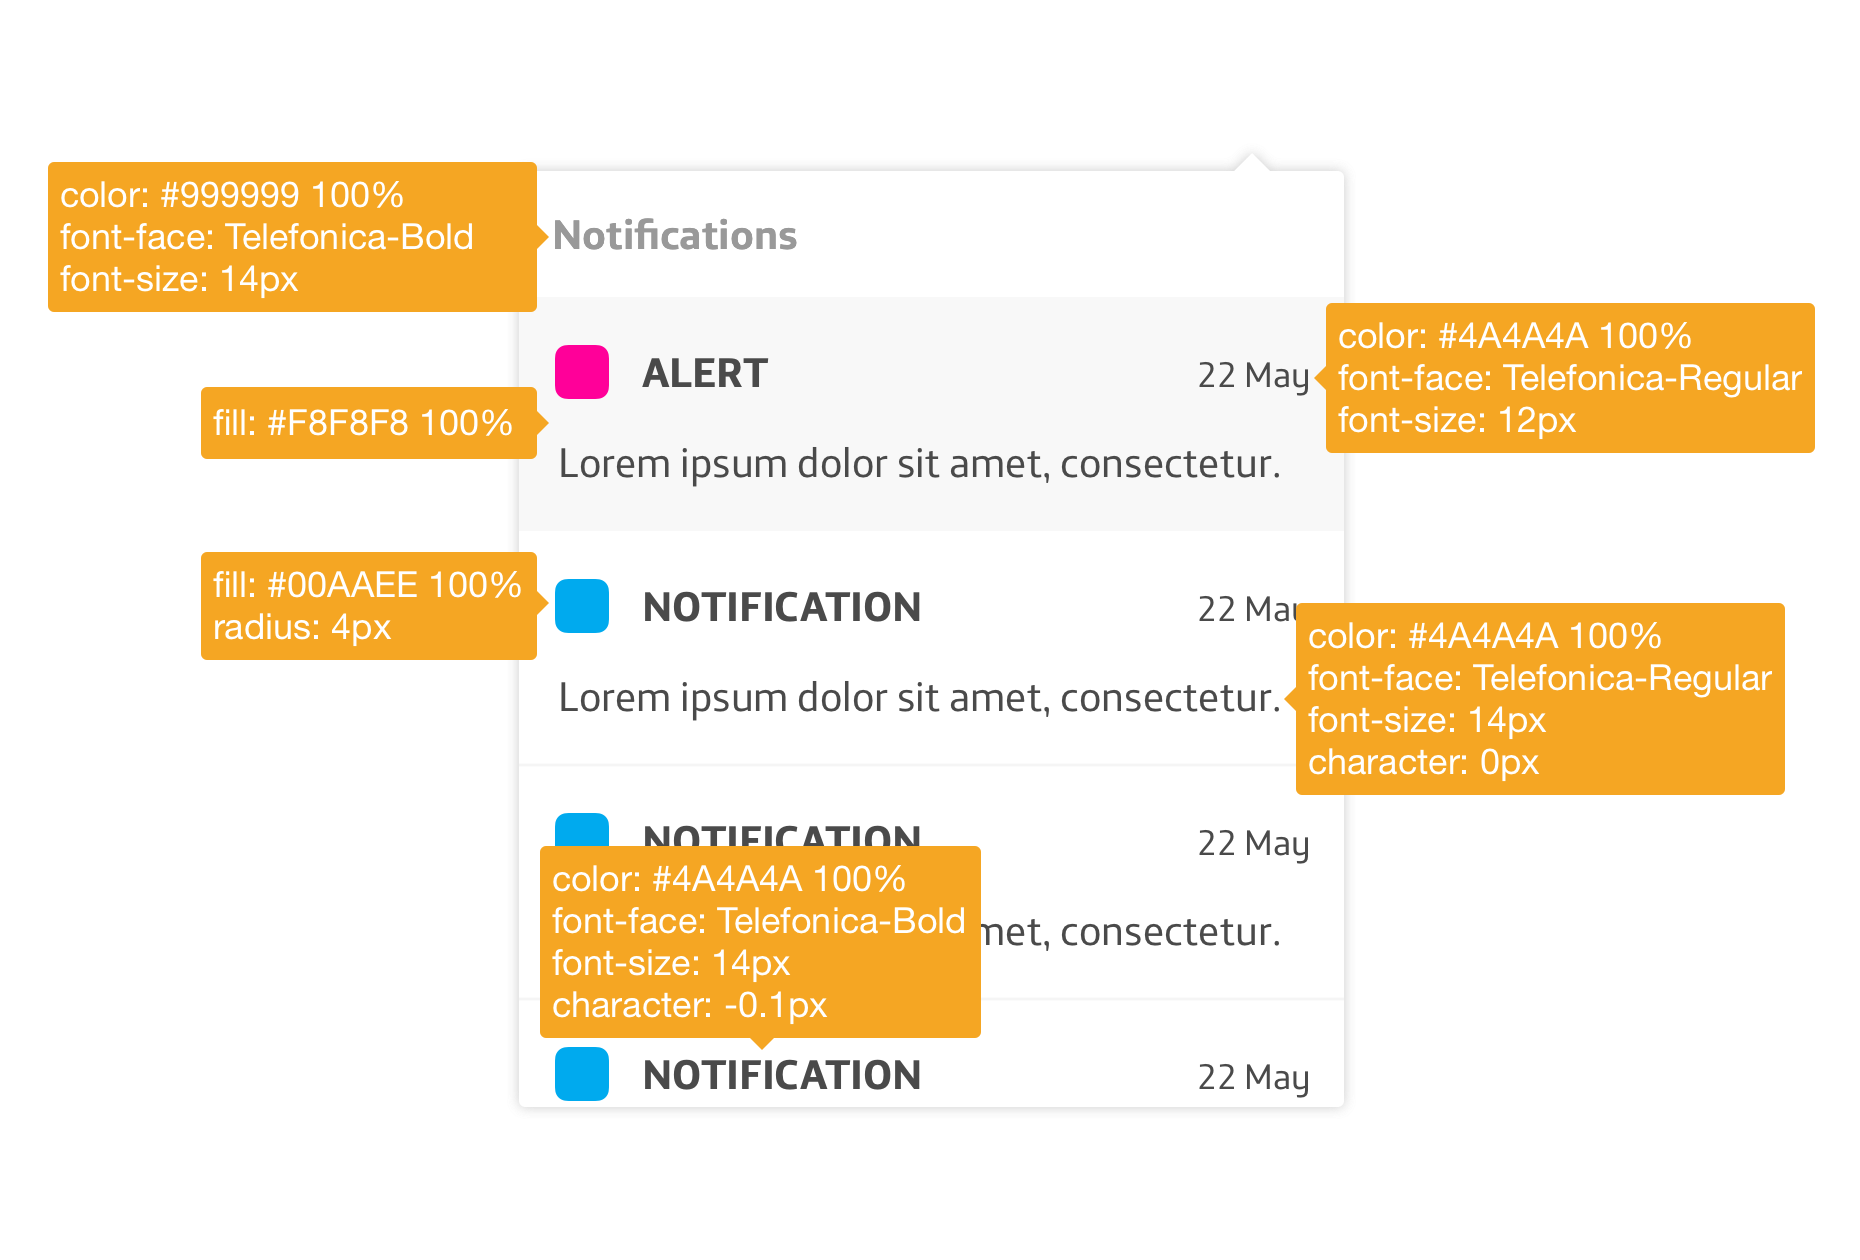 color: #999999 100%
font-face: Telefonica-Bold
font-size: 14px
Notifications
ALERT
22 May
color: #4A4A4A 100%
font-face: Telefonica-Regular
font-size: 12px
fill: #F8F8F8 100%
Lorem ipsum dolor sit amet, consectetur.
fill: #00AAEE 100%
radius: 4px
NOTIFICATION
22 May
color: #4A4A4A 100%
font-face: Telefonica-Regular
font-size: 14px
character: 0px
Lorem ipsum dolor sit amet, consectetur.
NOTIFICATION
22 May
color: #4A4A4A 100%
font-face: Telefonica-Bold
font-size: 14px
character: -0.1px
consectetur.
NOTIFICATION
22 May